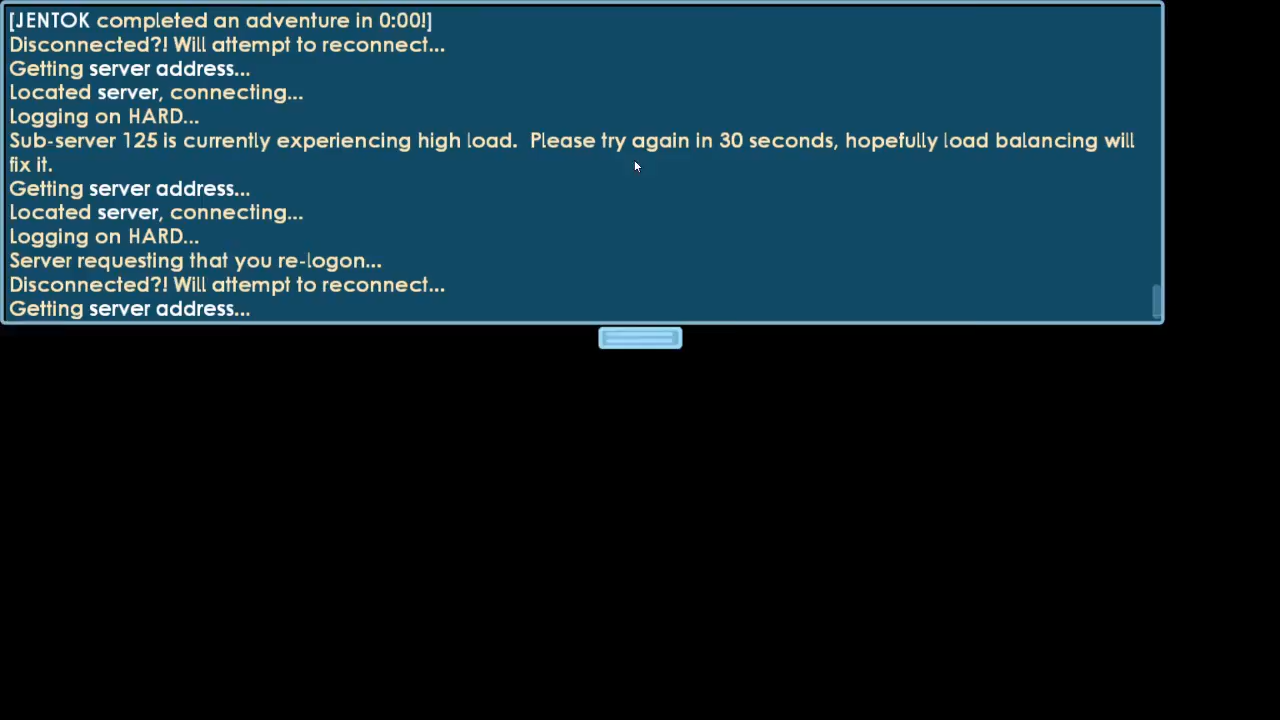 [JENTOK completed an adventure in 0:00!]
Disconnected?! Will attempt to reconnect...
Getting server address...
Located server, connecting...
Logging on HARD...
Sub-server 125 is currently experiencing high load.  Please try again in 30 seconds, hopefully load balancing will
fix it.
Getting server address...
Located server, connecting...
Logging on HARD...
Server requesting that you re-logon...
Disconnected?! Will attempt to reconnect...
Getting server address...